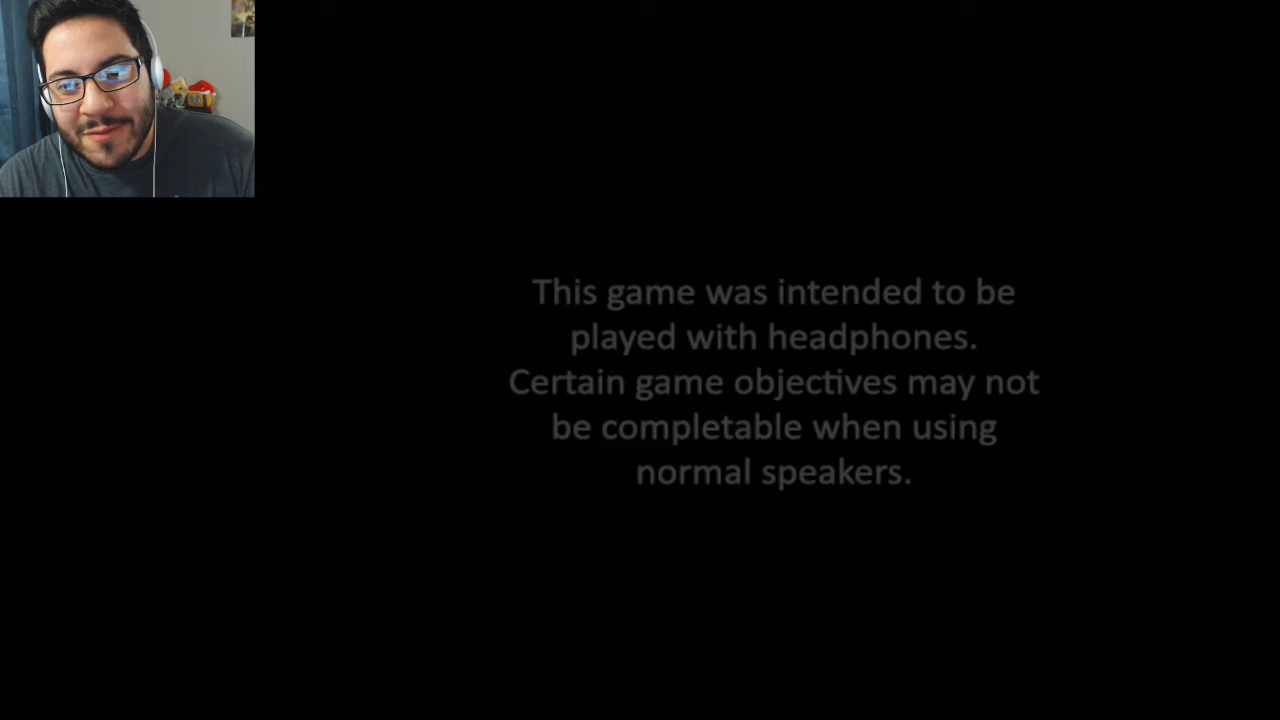 This game was intended to be
played with headphones.
Certain game objectives may not
be completable when using
normal speakers.